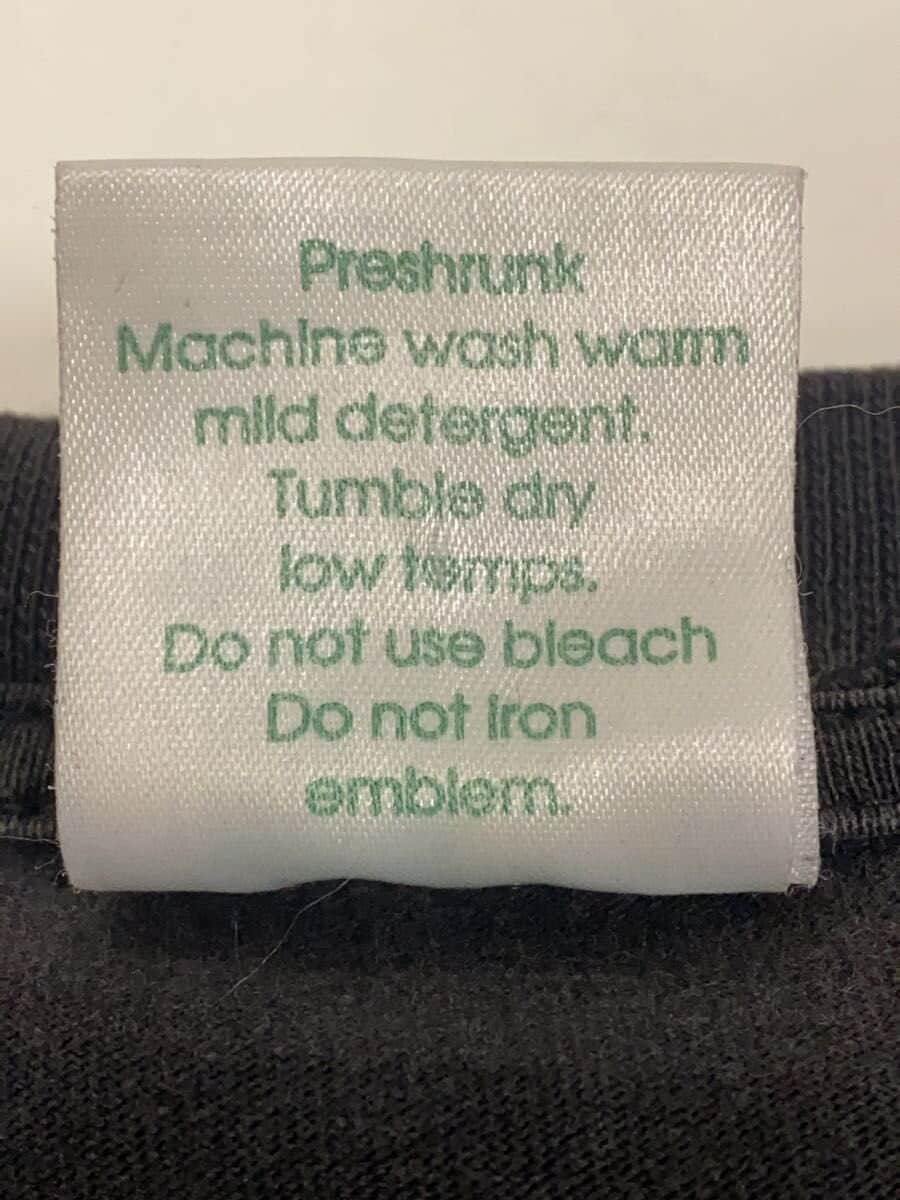 Preshrunk
Machine wash warm
mild detergent.
Tumble dry
low temps.
Do not use bleach
Do not iron
emblem.